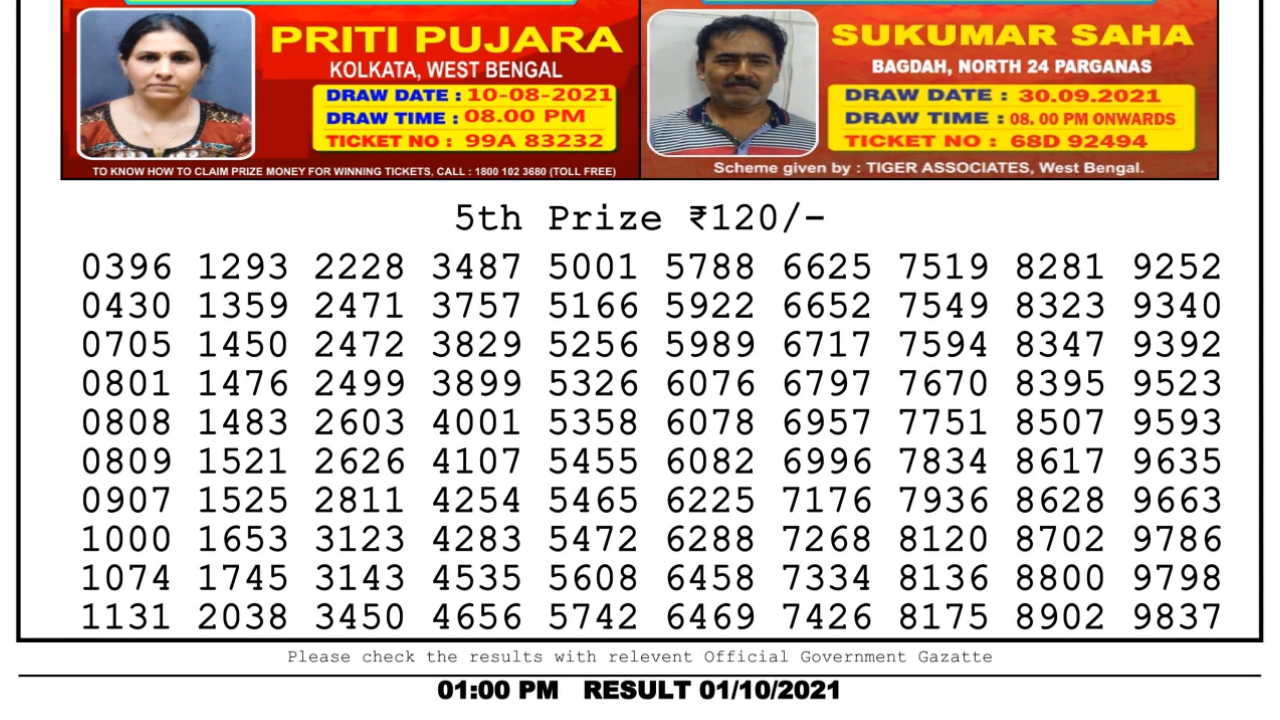 PRITI PUJARA
KOLKATA, WEST BENGAL
DRAW DATE : 10-08-2021
DRAW TIME : 08.00 PM
TICKET NO : 99A 83232
TO KNOW HOW TO CLAIM PRIZE MONEY FOR WINNING TICKETS, CALL : 1800 102 3680 (TOLL FREE)
SUKUMAR SAHA
BAGDAH, NORTH 24 PARGANAS
DRAW DATE : 30.09.2021
DRAW TIME : 08. 00 PM ONWARDS
TICKET NO : 68D 92494
Scheme given by : TIGER ASSOCIATES, West Bengal.
5th Prize ₹120/-
0396 1293 2228 3487 5001 5788 6625 7519 8281 9252
0430 1359 2471 3757 5166 5922 6652 7549 8323 9340
0705 1450 2472 3829 5256 5989 6717 7594 8347 9392
0801 1476 2499 3899 5326 6076 6797 7670 8395 9523
0808 1483 2603 4001 5358 6078 6957 7751 8507 9593
0809 1521 2626 4107 5455 6082 6996 7834 8617 9635
0907 1525 2811 4254 5465 6225 7176 7936 8628 9663
1000 1653 3123 4283 5472 6288 7268 8120 8702 9786
1074 1745 3143 4535 5608 6458 7334 8136 8800 9798
1131 2038 3450 4656 5742 6469 7426 8175 8902 9837
Please check the results with relevent Official Government Gazatte
01:00 PM RESULT 01/10/2021